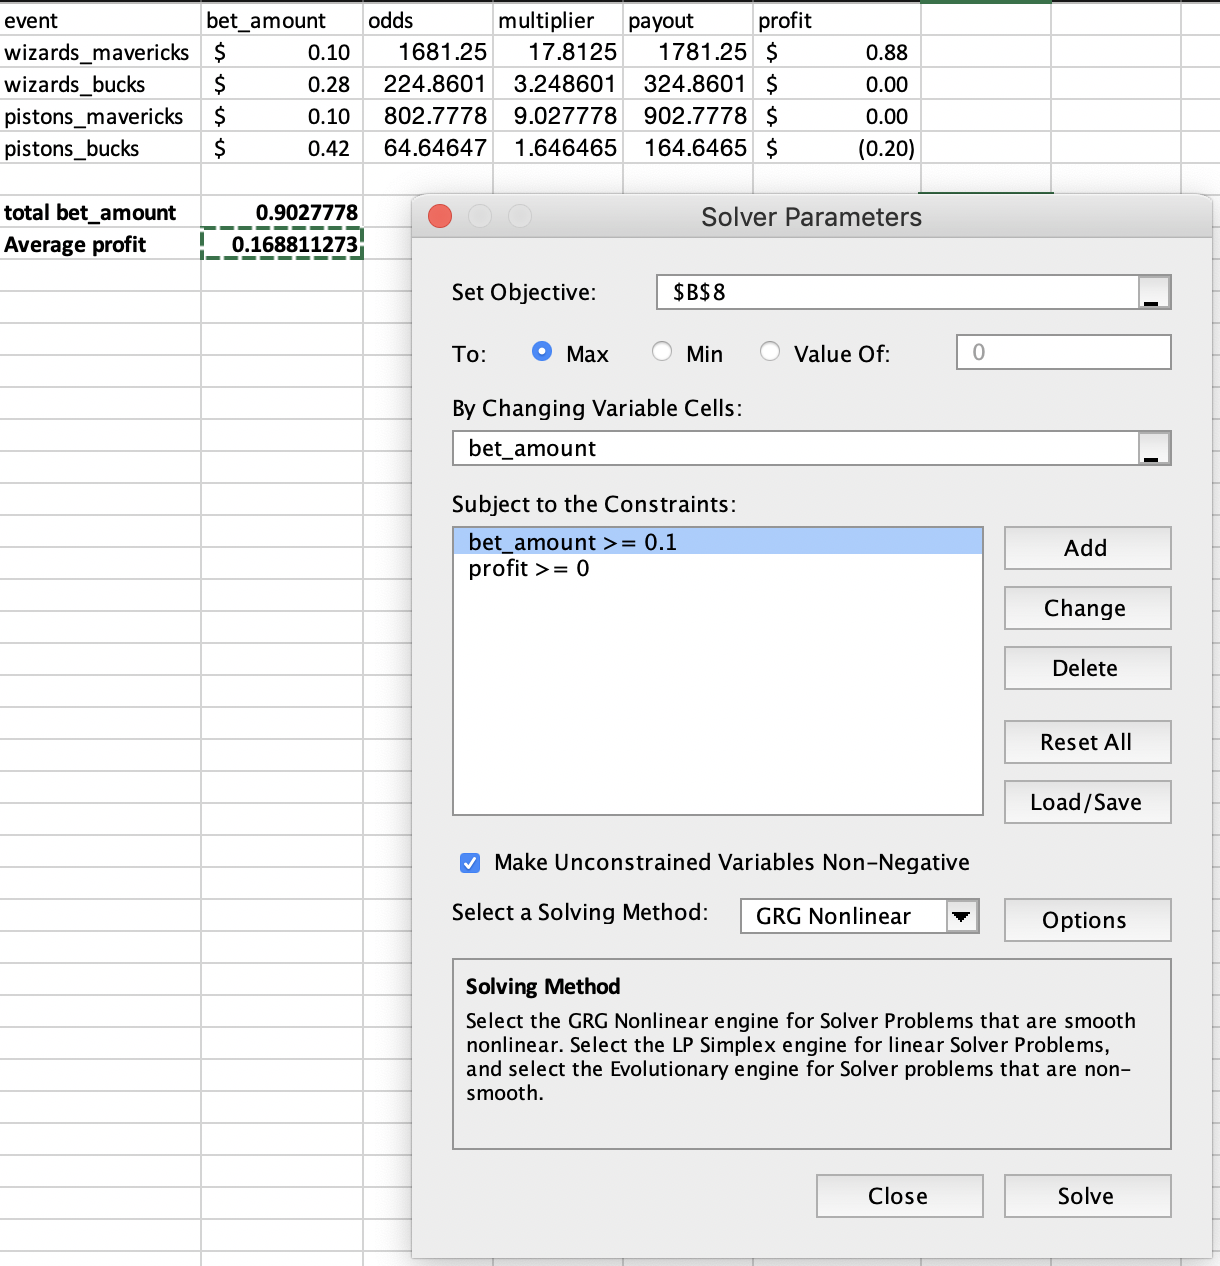 event bet_amount odds multiplier payout profit
wizards_mavericks $ 0.10 1681.25 17.8125 1781.25 $ 0.88
wizards_bucks $ 0.28 224.8601 3.248601 324.8601 $ 0.00
pistons_mavericks $ 0.10 802.7778 9.027778 902.7778 $ 0.00
pistons_bucks $ 0.42 64.64647 1.646465 164.6465 $ (0.20)
total bet_amount 0.9027778
Average profit 0.168811273
Solver Parameters
Set Objective: $B$8
To: Max Min Value Of: 0
By Changing Variable Cells:
bet_amount
Subject to the Constraints:
bet_amount >= 0.1
profit >= 0
Add
Change
Delete
Reset All
Load/Save
Make Unconstrained Variables Non-Negative
Select a Solving Method: GRG Nonlinear Options
Solving Method
Select the GRG Nonlinear engine for Solver Problems that are smooth
nonlinear. Select the LP Simplex engine for linear Solver Problems,
and select the Evolutionary engine for Solver problems that are non-
smooth.
Close Solve